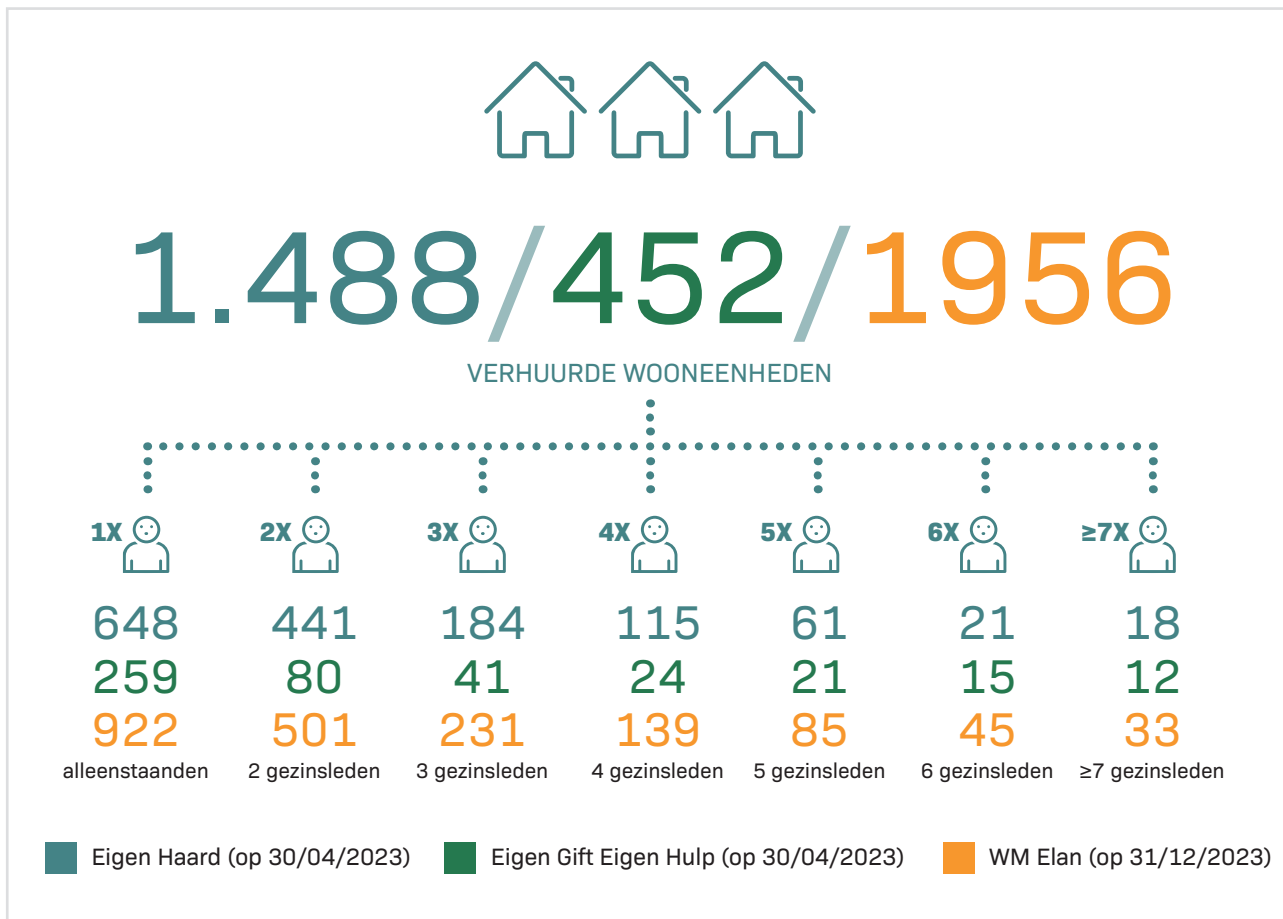 1.488/452/1956
VERHUURDE WOONEENHEDEN
1X 2X 3X 4X 5X 6X ≥7X
648 441 184 115 61 21 18
259 80 41 24 21 15 12
922 501 231 139 85 45 33
alleenstaanden 2 gezinsleden 3 gezinsleden 4 gezinsleden 5 gezinsleden 6 gezinsleden ≥7 gezinsleden
Eigen Haard (op 30/04/2023) Eigen Gift Eigen Hulp (op 30/04/2023) WM Elan (op 31/12/2023)